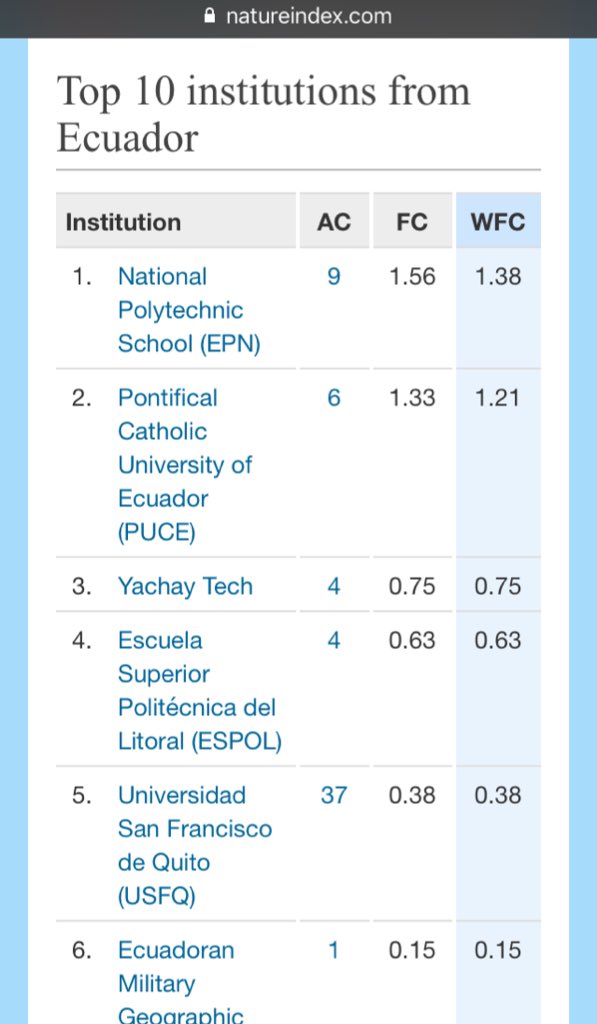 natureindex.com
Top 10 institutions from
Ecuador
Institution AC FC WFC
1. National 9 1.56 1.38
Polytechnic
School (EPN)
2. Pontifical 6 1.33 1.21
Catholic
University of
Ecuador
(PUCE)
3. Yachay Tech 4 0.75 0.75
4. Escuela 4 0.63 0.63
Superior
Politécnica del
Litoral (ESPOL)
5. Universidad 37 0.38 0.38
San Francisco
de Quito
(USFQ)
6. Ecuadoran 1 0.15 0.15
Military
Geographic